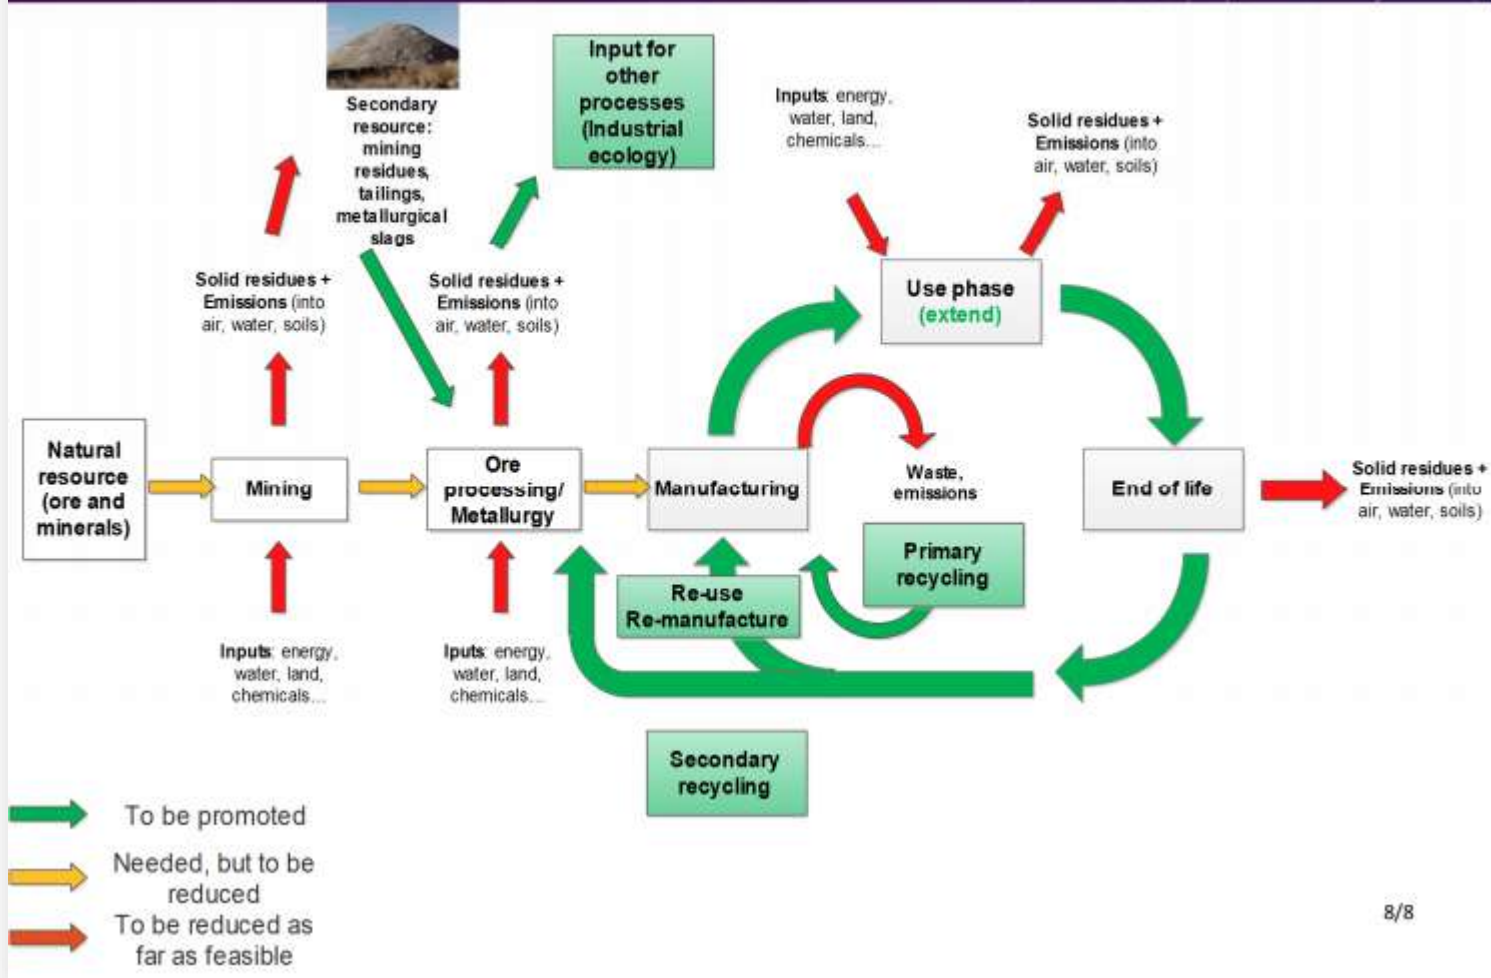 Secondary
resource:
mining
residues,
tailings,
metallurgical
slags
Input for
other
processes
(Industrial
ecology)
Inputs: energy,
water, land,
chemicals...
Solid residues +
Emissions (into
air, water, soils)
Solid residues +
Emissions (into
air, water, soils)
Solid residues +
Emissions (into
air, water, soils)
Use phase
(extend)
Natural
resource
(ore and
minerals)
Mining
Ore
processing/
Metallurgy
Manufacturing
Waste,
emissions
End of life
Solid residues +
Emissions (into
air, water, soils)
Primary
recycling
Re-use
Re-manufacture
Inputs: energy,
water, land,
chemicals...
Iputs: energy,
water, land,
chemicals...
Secondary
recycling
To be promoted
Needed, but to be
reduced
To be reduced as
far as feasible
8/8